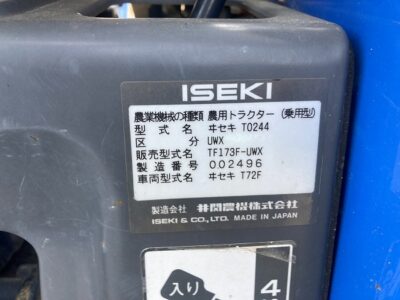 ISEKI
農業機械の種類 農用トラクター (乗用型)
型式名 ヰセキ T0244
区分 UWX
販売型式名 TF173F-UWX
製造番号 002496
車両型式名 ヰセキ T72F
製造会社 井関農機株式会社
ISEKI & CO., LTD. MADE IN JAPAN
入り
4